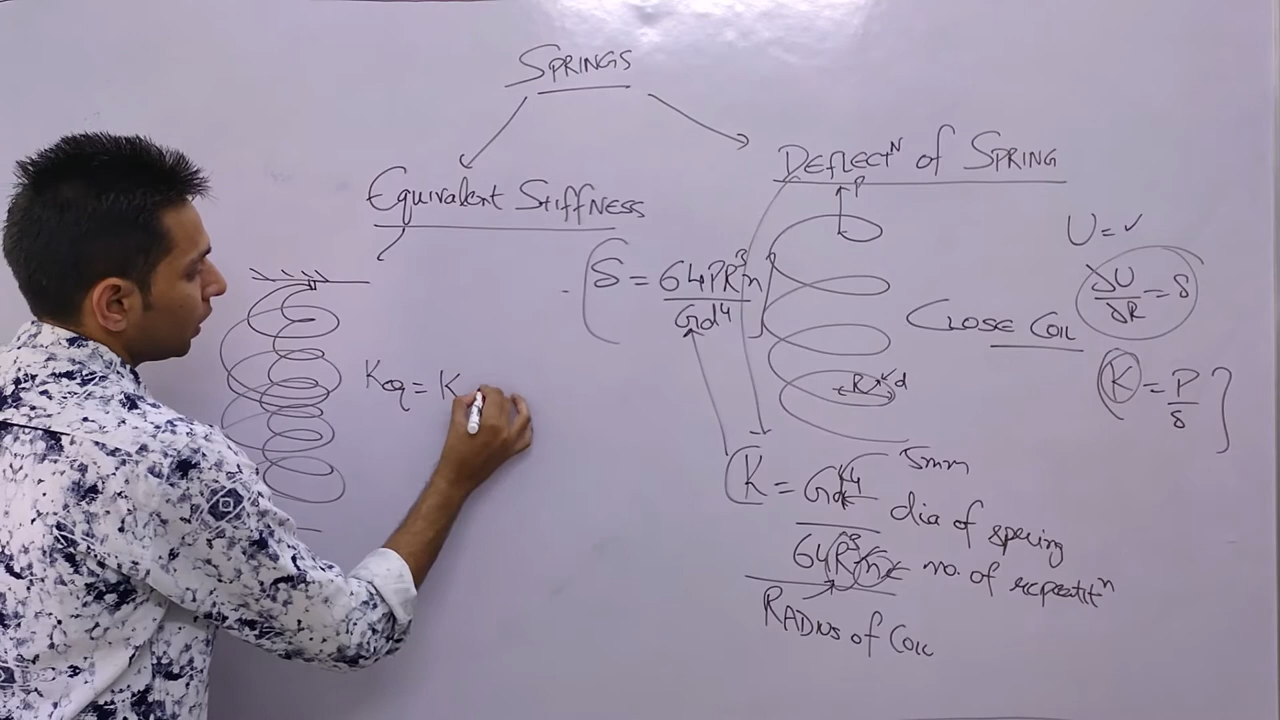 SPRINGS
Equivalent STIFFNESS
Keq = K
DEFLECTᴺ of SPRING
P
δ = 64PR³n / Gd⁴
R d
CLOSE COIL
U = ✓
∂U/∂R = δ
K = P/δ
K = Gd⁴ / 64R³n
5mm
dia of spring
no. of repeatitⁿ
RADIUS of COIL